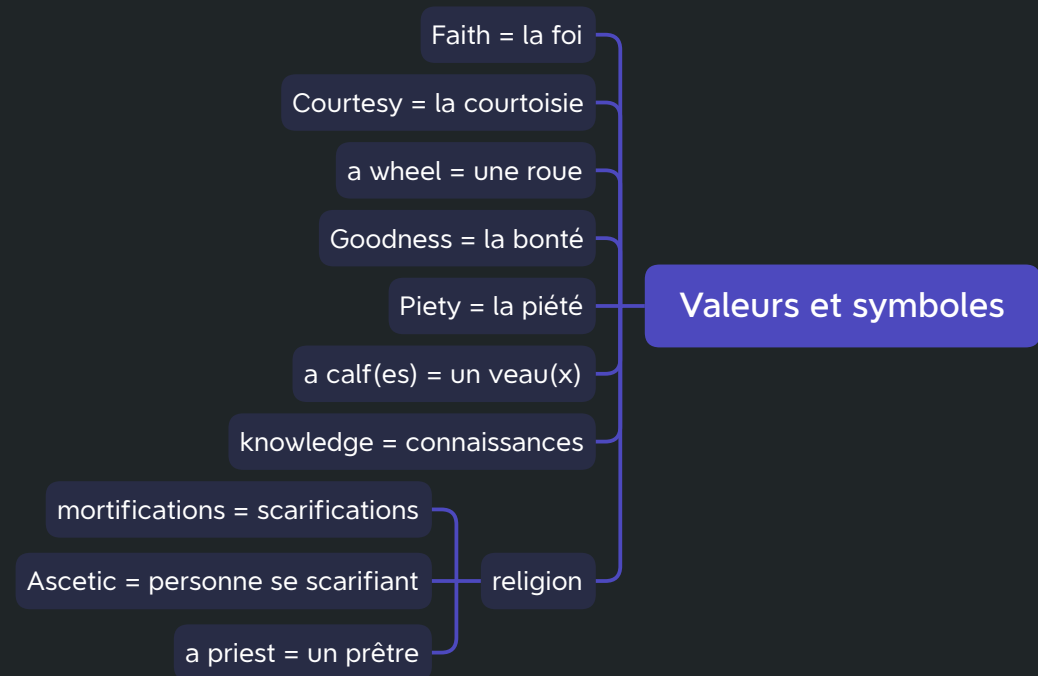 Faith = la foi
Courtesy = la courtoisie
a wheel = une roue
Goodness = la bonté
Piety = la piété
Valeurs et symboles
a calf(es) = un veau(x)
knowledge = connaissances
mortifications = scarifications
Ascetic = personne se scarifiant
religion
a priest = un prêtre